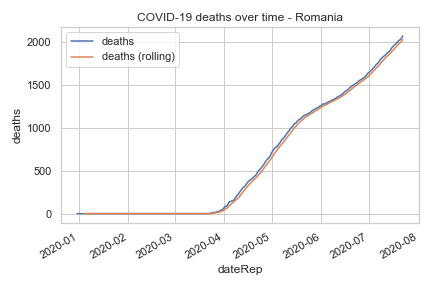 COVID-19 deaths over time - Romania
deaths
deaths (rolling)
2000
1500
1000
500
0
deaths
2020-01
2020-02
2020-03
2020-04
2020-05
2020-06
2020-07
2020-08
dateRep